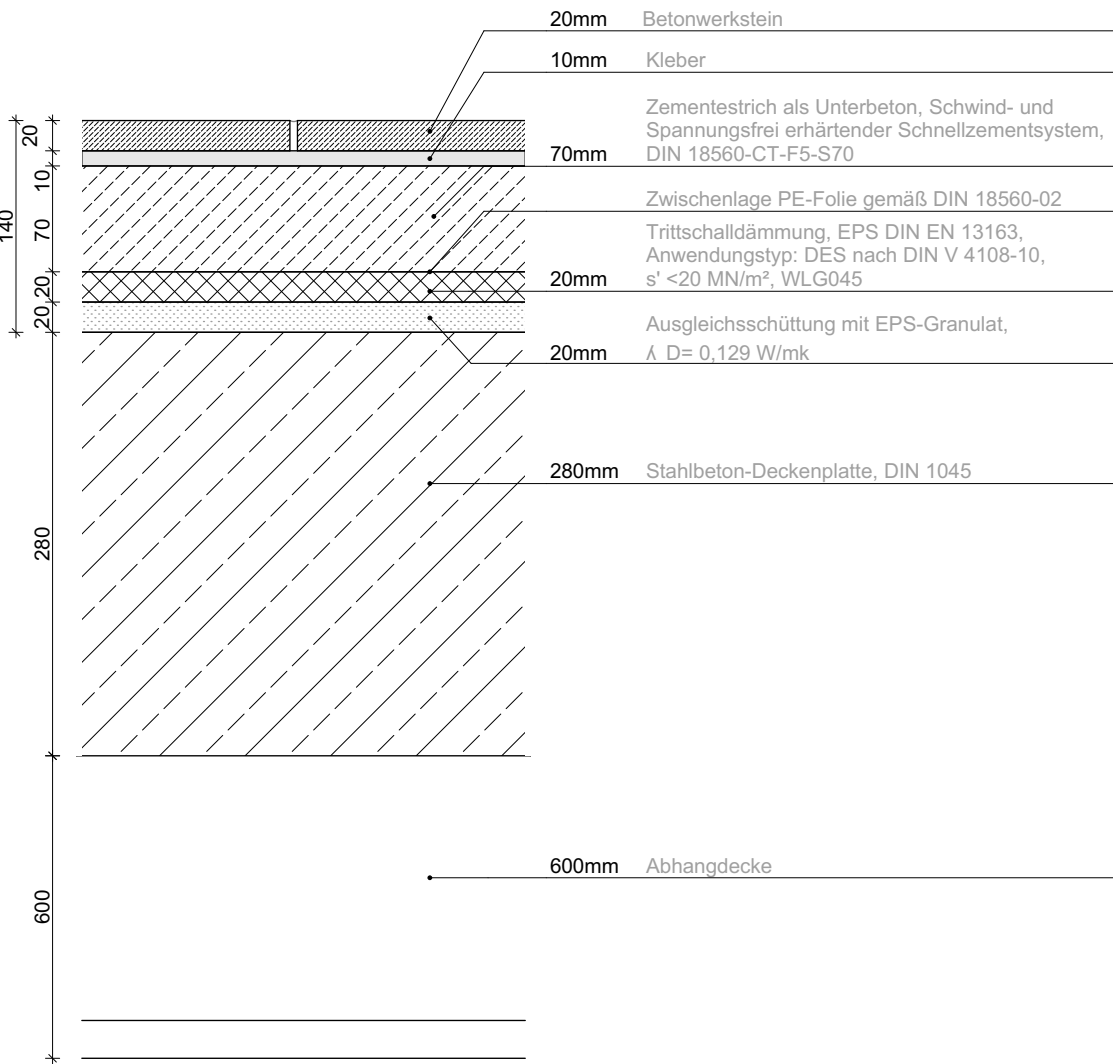 20mm Betonwerkstein
10mm Kleber
Zementestrich als Unterbeton, Schwind- und
Spannungsfrei erhärtender Schnellzementsystem,
70mm DIN 18560-CT-F5-S70
Zwischenlage PE-Folie gemäß DIN 18560-02
Trittschalldämmung, EPS DIN EN 13163,
Anwendungstyp: DES nach DIN V 4108-10,
20mm s' <20 MN/m², WLG045
Ausgleichsschüttung mit EPS-Granulat,
20mm ⅄ D= 0,129 W/mk
280mm Stahlbeton-Deckenplatte, DIN 1045
600mm Abhangdecke
140
20
10
70
20
20
280
600